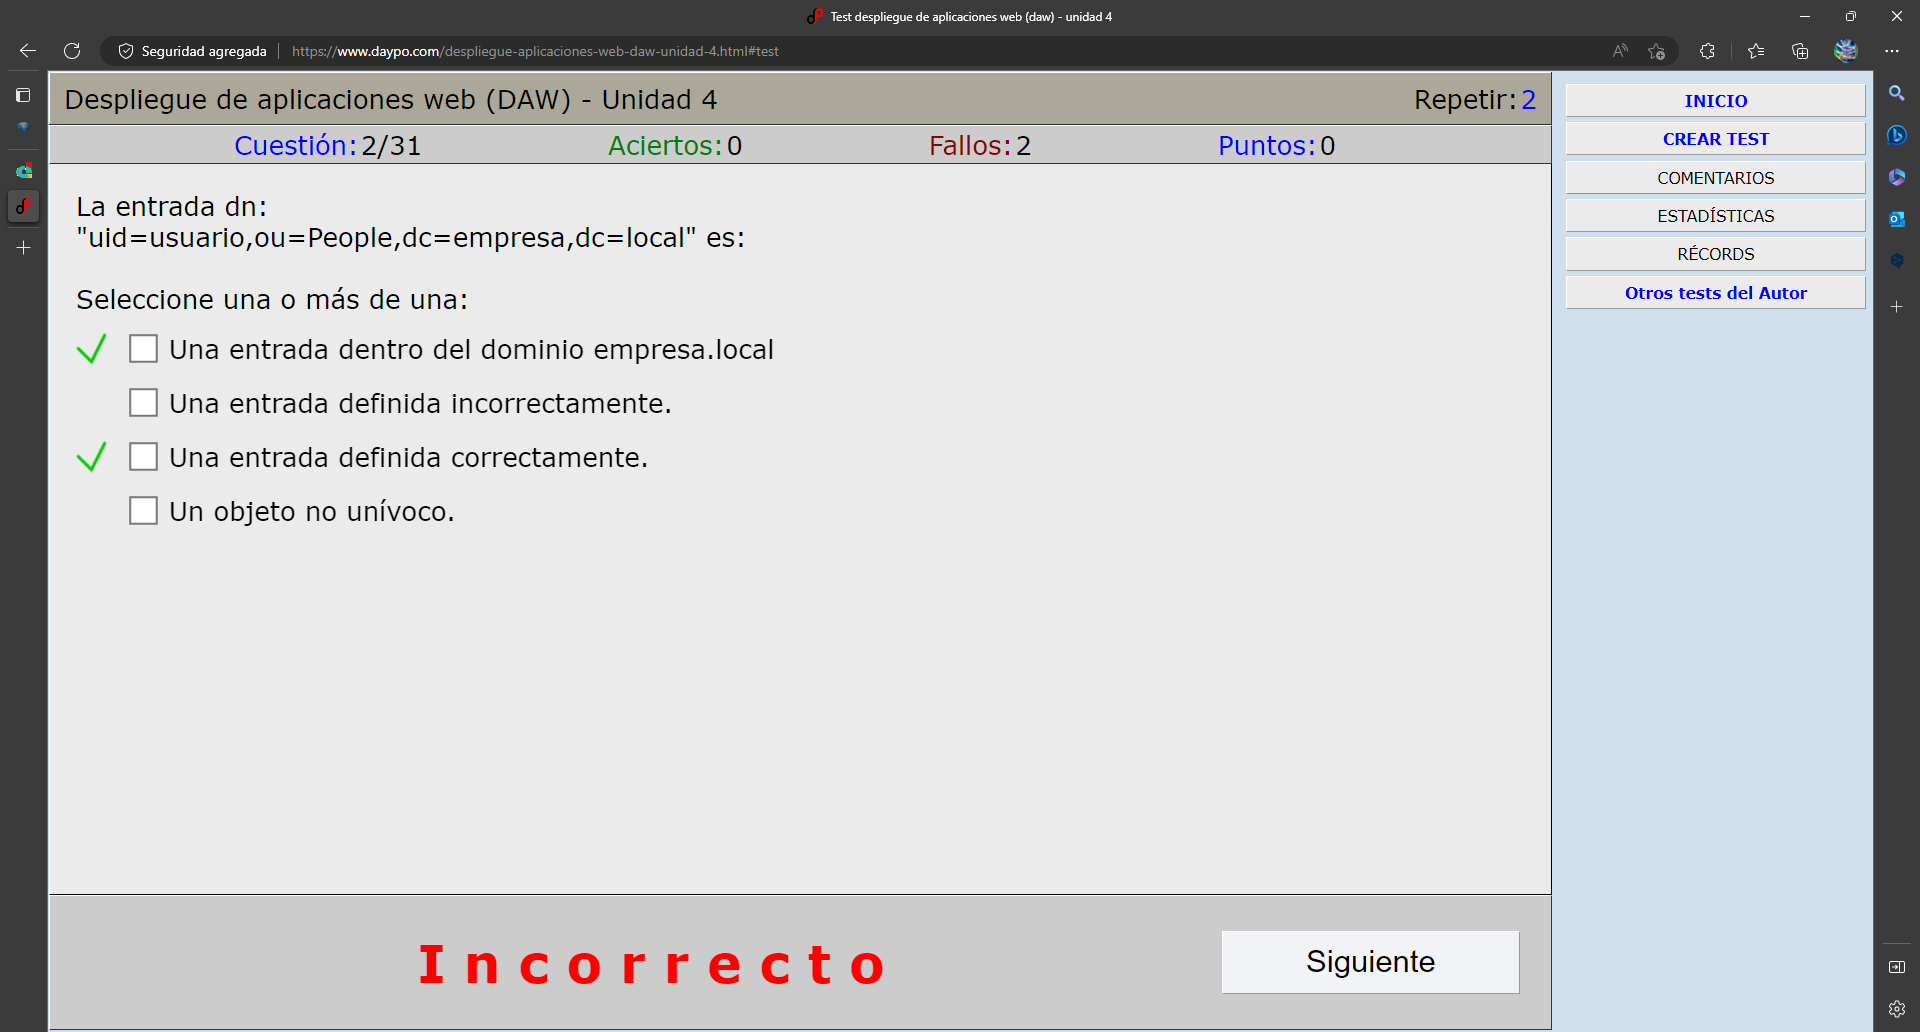 Test despliegue de aplicaciones web (daw) - unidad 4
Seguridad agregada
https://www.daypo.com/despliegue-aplicaciones-web-daw-unidad-4.html#test
Despliegue de aplicaciones web (DAW) - Unidad 4
Repetir:2
Cuestión:2/31
Aciertos:0
Fallos:2
Puntos:0
La entrada dn:
"uid=usuario,ou=People,dc=empresa,dc=local" es:
Seleccione una o más de una:
Una entrada dentro del dominio empresa.local
Una entrada definida incorrectamente.
Una entrada definida correctamente.
Un objeto no unívoco.
Incorrecto
Siguiente
INICIO
CREAR TEST
COMENTARIOS
ESTADÍSTICAS
RÉCORDS
Otros tests del Autor